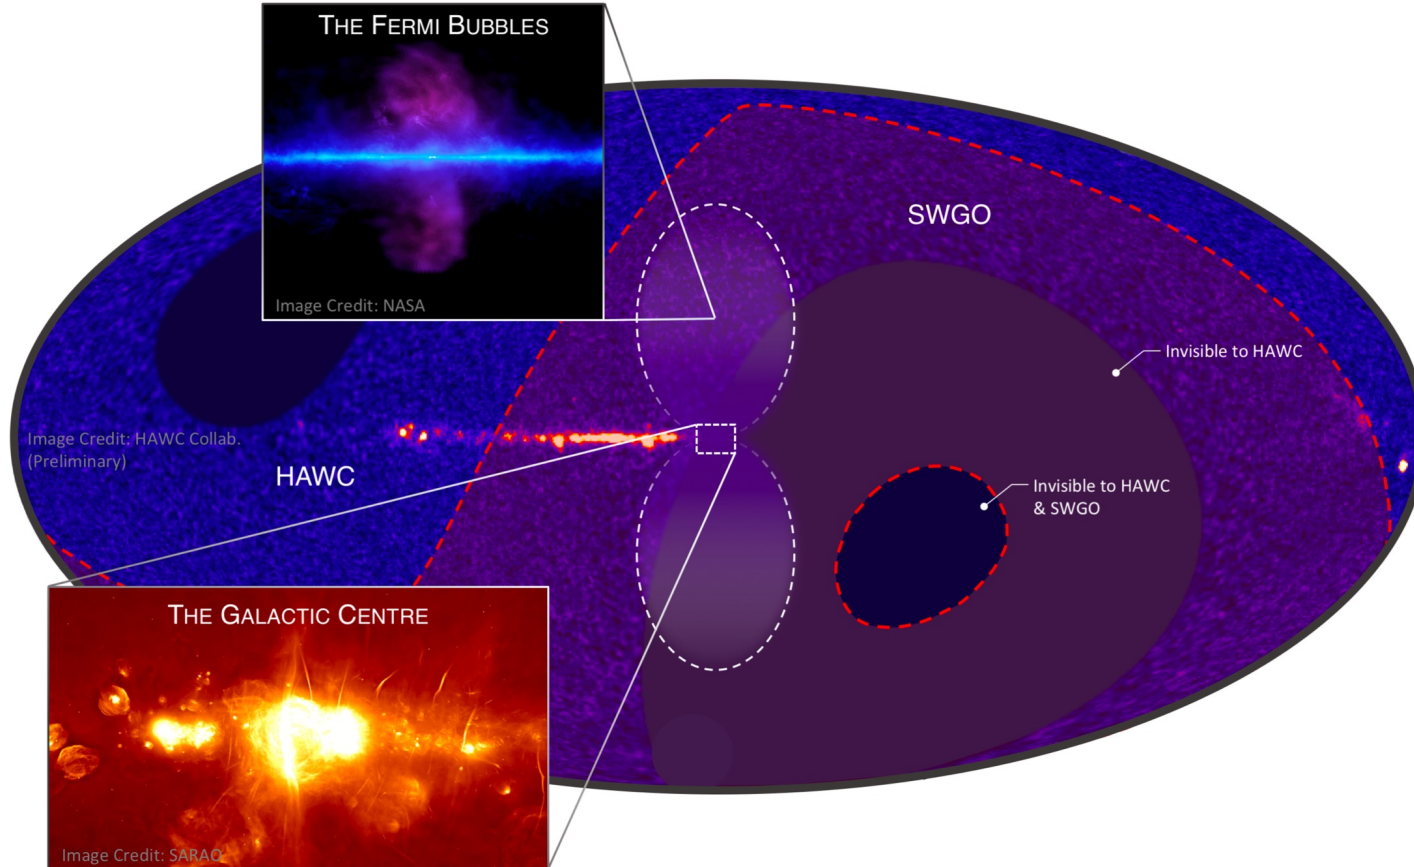 THE FERMI BUBBLES
Image Credit: NASA
SWGO
Invisible to HAWC
Image Credit: HAWC Collab.
(Preliminary)
HAWC
Invisible to HAWC
& SWGO
THE GALACTIC CENTRE
Image Credit: SARAO